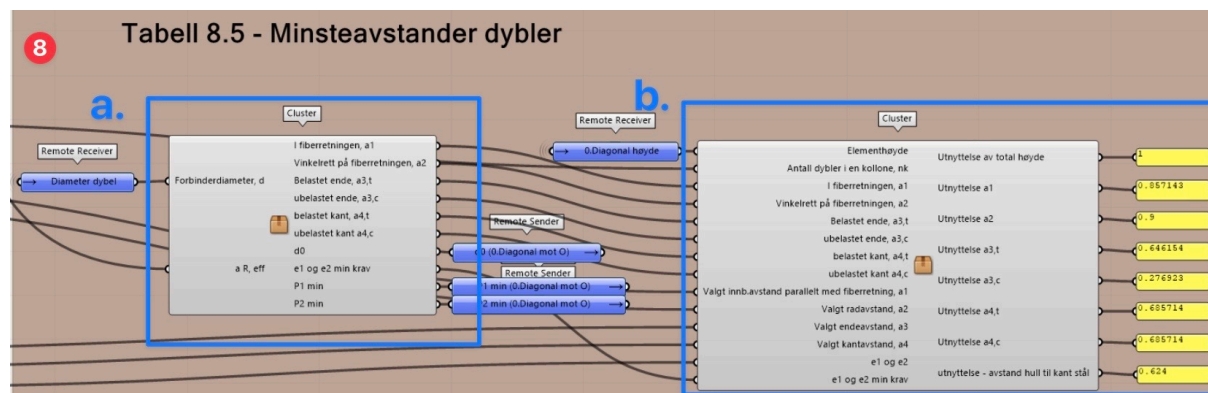 8
Tabell 8.5 - Minsteavstander dybler
a.
b.
Cluster
Remote Receiver
Diameter dybel
Forbinderdiameter, d
a R, eff
I fiberretningen, a1
Vinkelrett på fiberretningen, a2
Belastet ende, a3,t
ubelastet ende, a3,c
belastet kant, a4,t
ubelastet kant a4,c
d0
e1 og e2 min krav
P1 min
P2 min
Remote Sender
d0 (0.Diagonal mot O)
Remote Sender
P1 min (0.Diagonal mot O)
P2 min (0.Diagonal mot O)
Remote Receiver
0.Diagonal høyde
Cluster
Elementhøyde
Antall dybler i en kollone, nk
I fiberretningen, a1
Vinkelrett på fiberretningen, a2
Belastet ende, a3,t
ubelastet ende, a3,c
belastet kant, a4,t
ubelastet kant a4,c
Valgt innb.avstand parallelt med fiberretning, a1
Valgt radavstand, a2
Valgt endeavstand, a3
Valgt kantavstand, a4
e1 og e2
e1 og e2 min krav
Utnyttelse av total høyde
Utnyttelse a1
Utnyttelse a2
Utnyttelse a3,t
Utnyttelse a3,c
Utnyttelse a4,t
Utnyttelse a4,c
utnyttelse - avstand hull til kant stål
1
0.857143
0.9
0.646154
0.276923
0.685714
0.685714
0.624